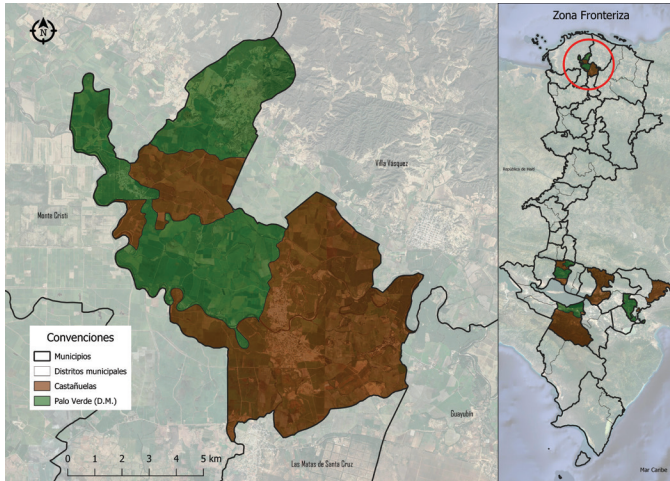 N
Villa Vásquez
Monte Cristi
Convenciones
Municipios
Distritos municipales
Castañuelas
Palo Verde (D.M.)
Guayubín
Las Matas de Santa Cruz
0 1 2 3 4 5 km
Zona Fronteriza
República de Haití
Mar Caribe